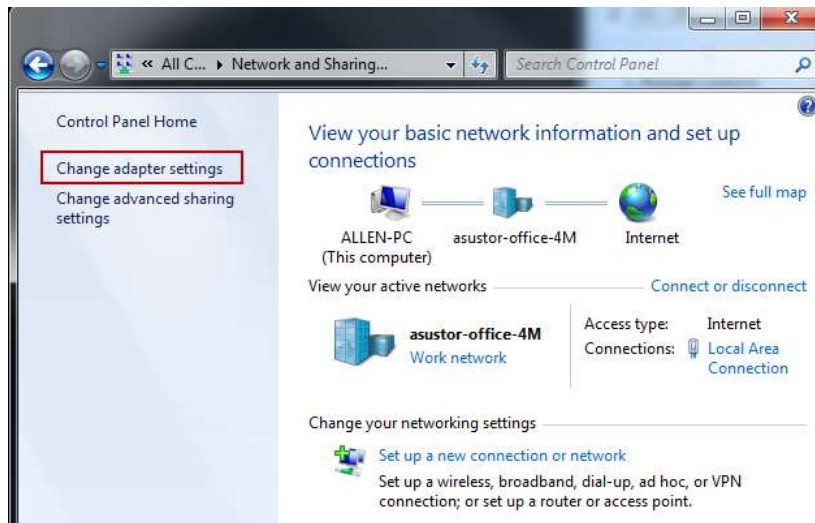 « All C... ▸ Network and Sharing...
Search Control Panel
Control Panel Home
Change adapter settings
Change advanced sharing
settings
View your basic network information and set up
connections
See full map
ALLEN-PC
(This computer)
asustor-office-4M
Internet
View your active networks
Connect or disconnect
asustor-office-4M
Work network
Access type: Internet
Connections: Local Area
Connection
Change your networking settings
Set up a new connection or network
Set up a wireless, broadband, dial-up, ad hoc, or VPN
connection; or set up a router or access point.